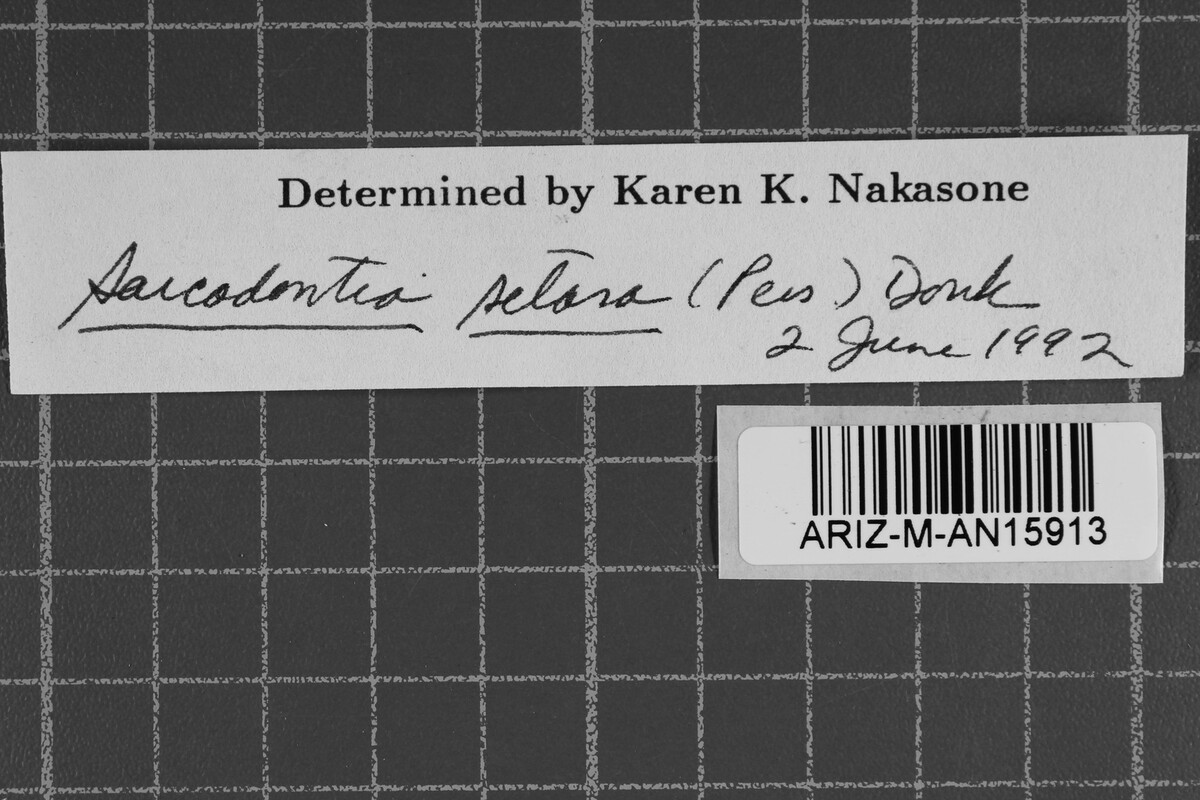 Determined by Karen K. Nakasone
Sarcodontia setosa (Pers) Donk
2 June 1992
ARIZ-M-AN15913